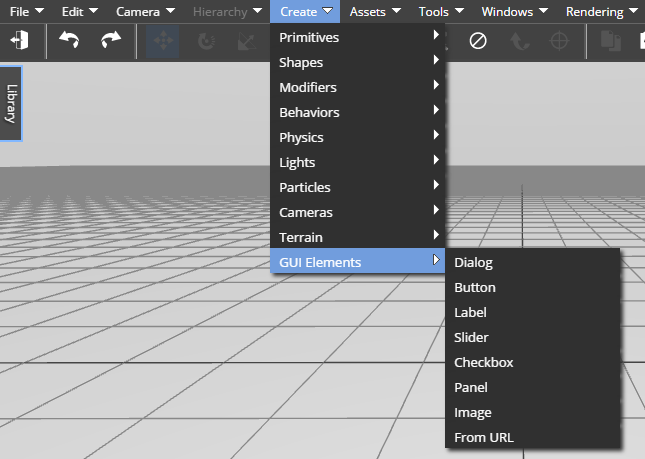 File Edit Camera Hierarchy Create Assets Tools Windows Rendering
Library
Primitives
Shapes
Modifiers
Behaviors
Physics
Lights
Particles
Cameras
Terrain
GUI Elements
Dialog
Button
Label
Slider
Checkbox
Panel
Image
From URL